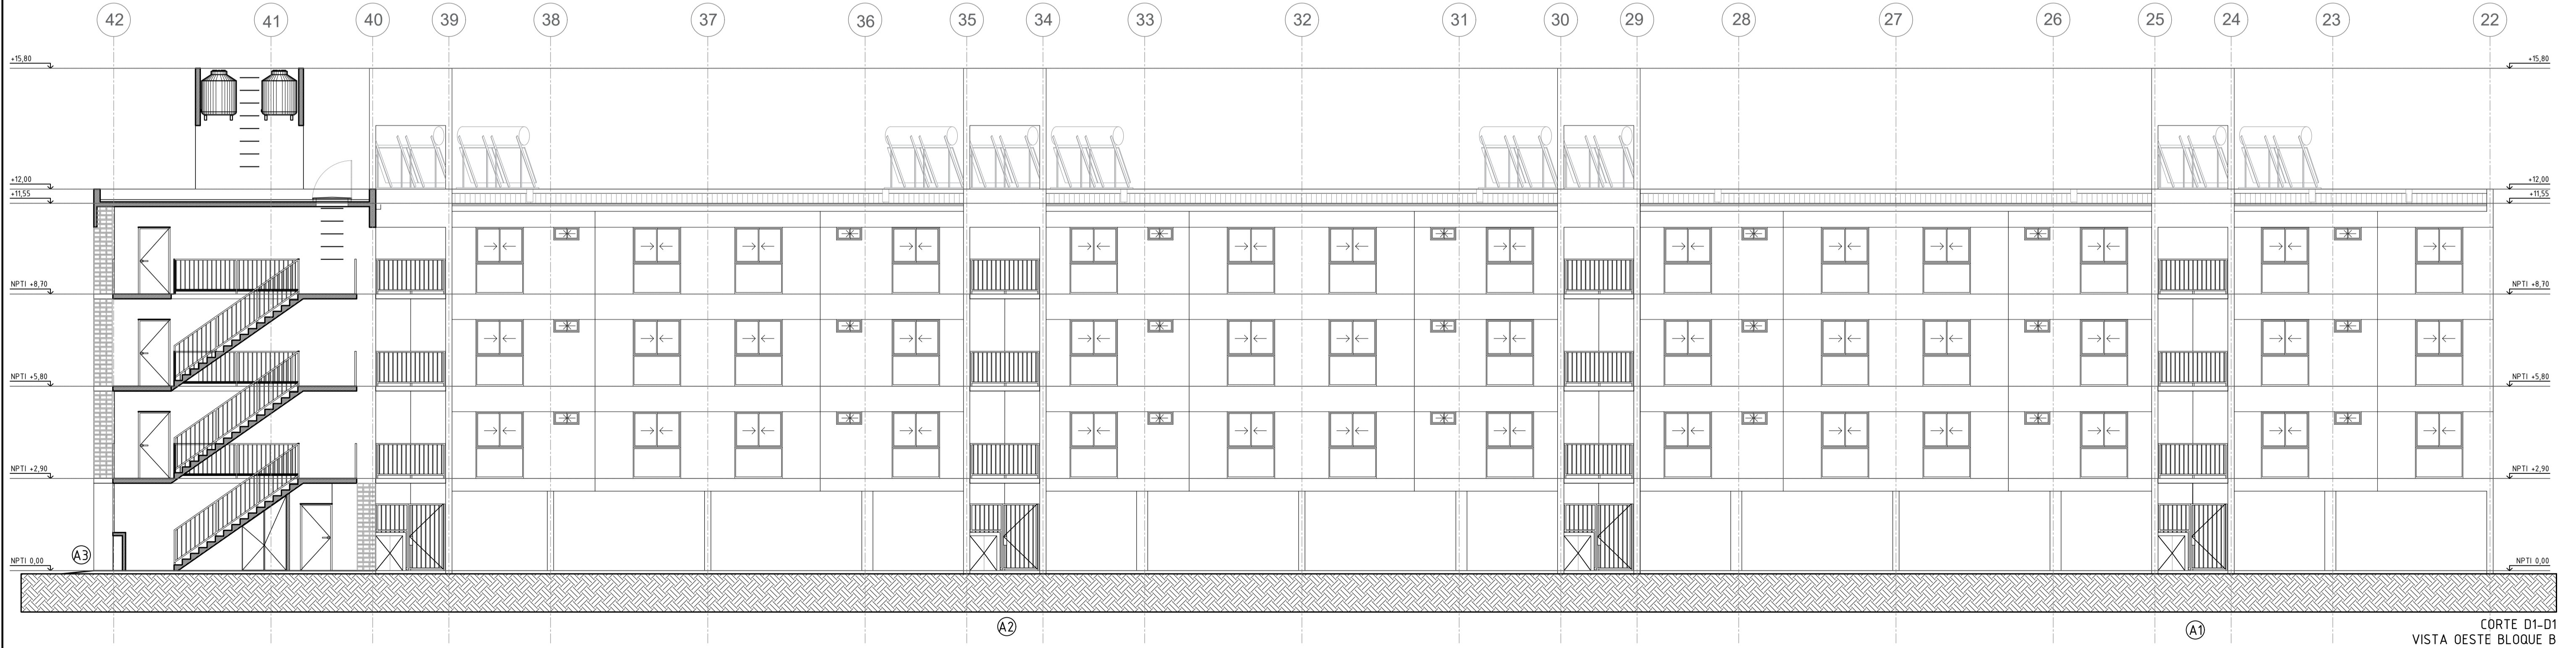 42 41 40 39 38 37 36 35 34 33 32 31 30 29 28 27 26 25 24 23 22
+15,80 +15,80
+12,00 +12,00
+11,55 +11,55
NPTI +8,70 NPTI +8,70
NPTI +5,80 NPTI +5,80
NPTI +2,90 NPTI +2,90
A3
NPTI 0,00 NPTI 0,00
A2 A1
CORTE D1-D1
VISTA OESTE BLOQUE B